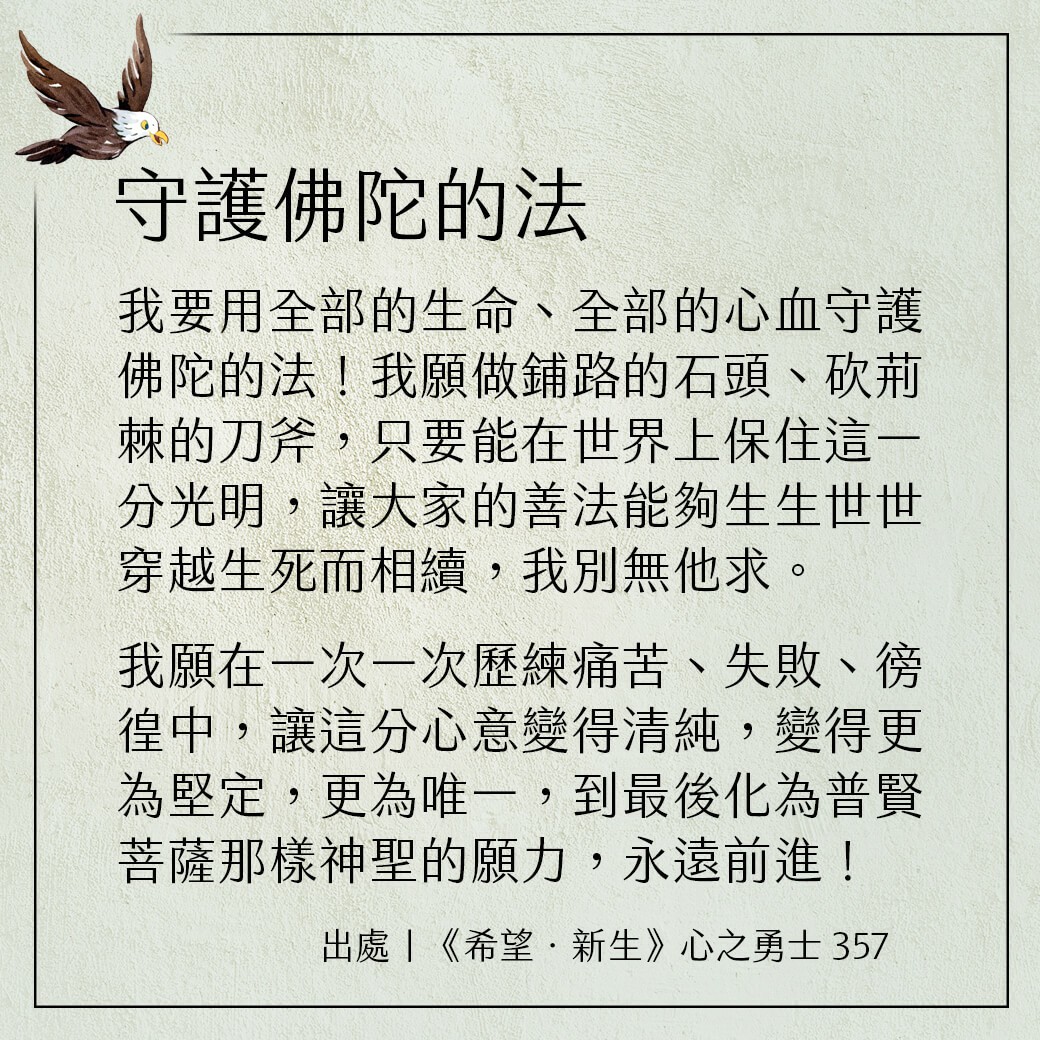 守護佛陀的法
我要用全部的生命、全部的心血守護
佛陀的法！我願做鋪路的石頭、砍荊
棘的刀斧，只要能在世界上保住這一
分光明，讓大家的善法能夠生生世世
穿越生死而相續，我別無他求。
我願在一次一次歷練痛苦、失敗、徬
徨中，讓這分心意變得清純，變得更
為堅定，更為唯一，到最後化為普賢
菩薩那樣神聖的願力，永遠前進！
出處｜《希望‧新生》心之勇士 357